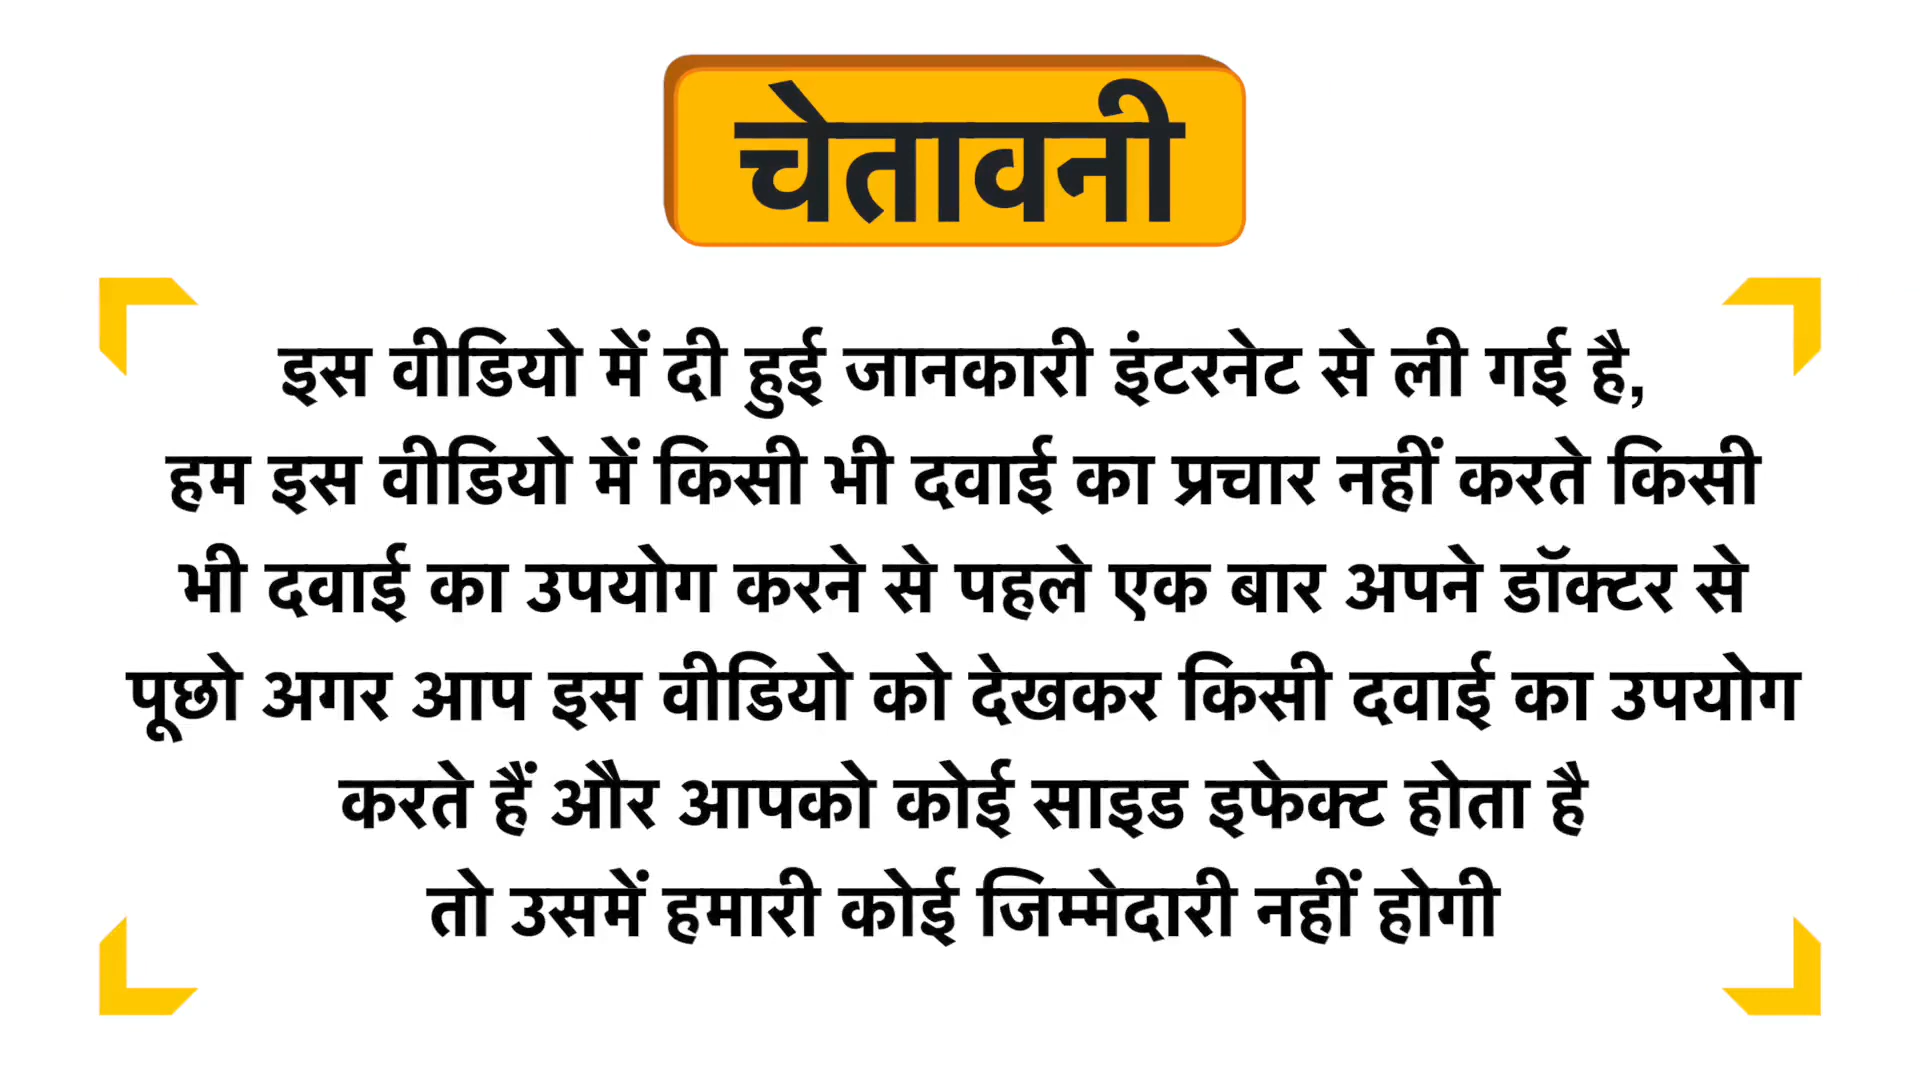 चेतावनी
इस वीडियो में दी हुई जानकारी इंटरनेट से ली गई है,
हम इस वीडियो में किसी भी दवाई का प्रचार नहीं करते किसी
भी दवाई का उपयोग करने से पहले एक बार अपने डॉक्टर से
पूछो अगर आप इस वीडियो को देखकर किसी दवाई का उपयोग
करते हैं और आपको कोई साइड इफेक्ट होता है
तो उसमें हमारी कोई जिम्मेदारी नहीं होगी